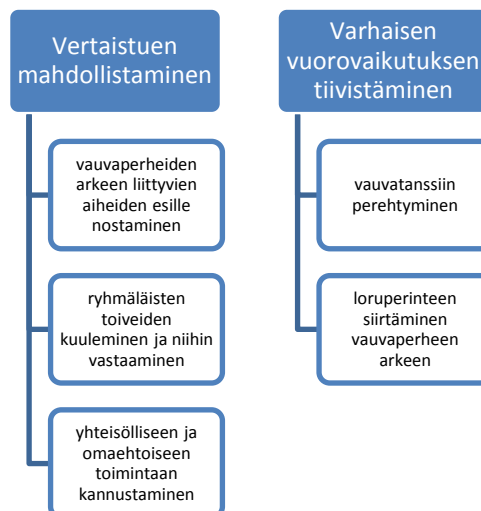 Vertaistuen
mahdollistaminen
vauvaperheiden
arkeen liittyvien
aiheiden esille
nostaminen
ryhmäläisten
toiveiden
kuuleminen ja niihin
vastaaminen
yhteisölliseen ja
omaehtoiseen
toimintaan
kannustaminen
Varhaisen
vuorovaikutuksen
tiivistäminen
vauvatanssiin
perehtyminen
loruperinteen
siirtäminen
vauvaperheen
arkeen